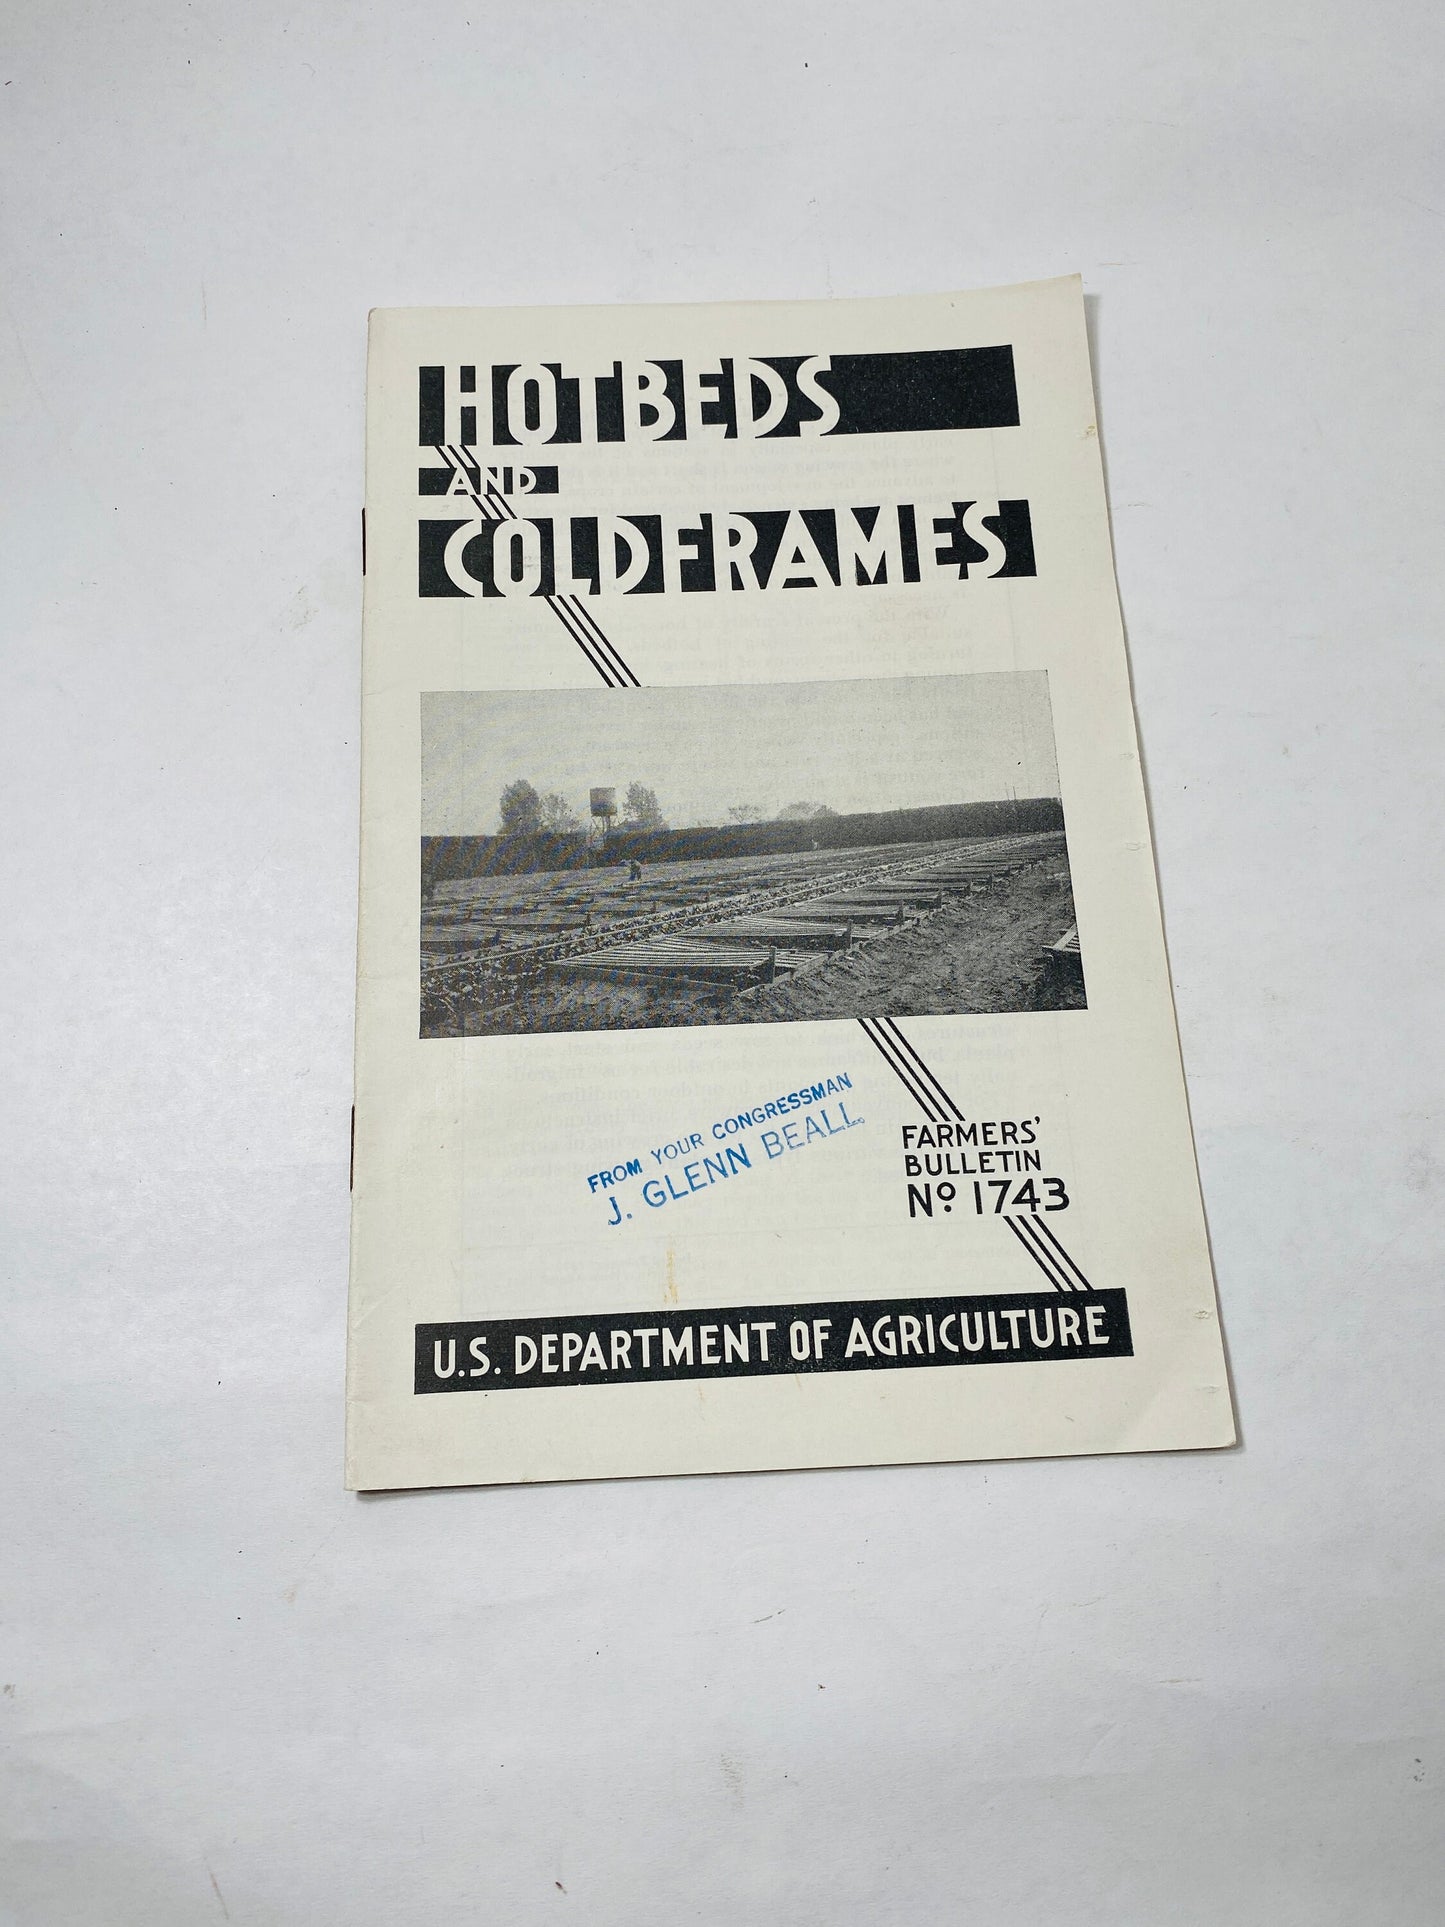 HOTBEDS
AND
COLDFRAMES
FROM YOUR CONGRESSMAN
J. GLENN BEALL
FARMERS'
BULLETIN
Nº 1743
U.S. DEPARTMENT OF AGRICULTURE